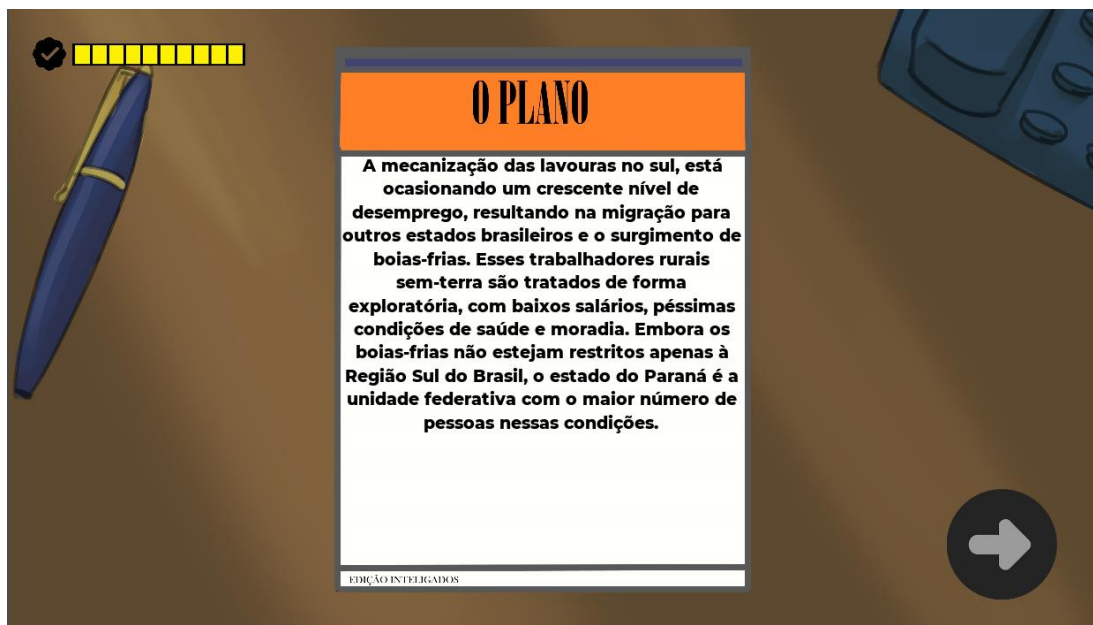 O PLANO
A mecanização das lavouras no sul, está
ocasionando um crescente nível de
desemprego, resultando na migração para
outros estados brasileiros e o surgimento de
boias-frias. Esses trabalhadores rurais
sem-terra são tratados de forma
exploratória, com baixos salários, péssimas
condições de saúde e moradia. Embora os
boias-frias não estejam restritos apenas à
Região Sul do Brasil, o estado do Paraná é a
unidade federativa com o maior número de
pessoas nessas condições.
EDIÇÃO INTELIGADOS